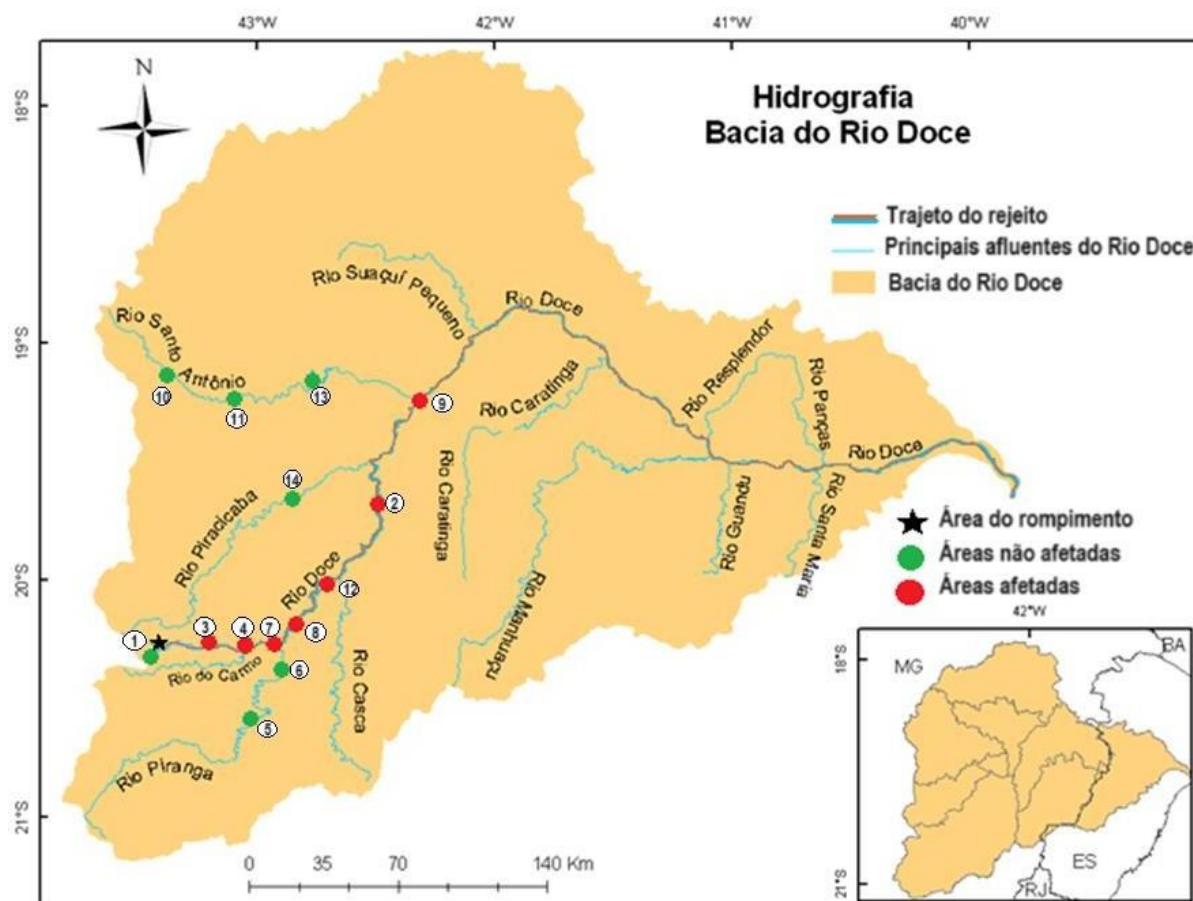 43°W
42°W
41°W
40°W
N
18°S
19°S
20°S
21°S
Hidrografia
Bacia do Rio Doce
Trajeto do rejeito
Principais afluentes do Rio Doce
Bacia do Rio Doce
Rio Suaçuí Pequeno
Rio Doce
Rio Santo
Antônio
10
11
13
9
Rio Caratinga
Rio Caratinga
Rio Resplendor
Rio Panças
Rio Doce
14
Rio Piracicaba
2
Rio Guandu
Rio Santa Maria
Rio Doce
12
Rio Manhuaçu
1
3
4
7
8
Rio do Carmo
6
Rio Casca
5
Rio Piranga
Área do rompimento
Áreas não afetadas
Áreas afetadas
0
35
70
140 Km
42°W
18°S
21°S
MG
BA
ES
RJ